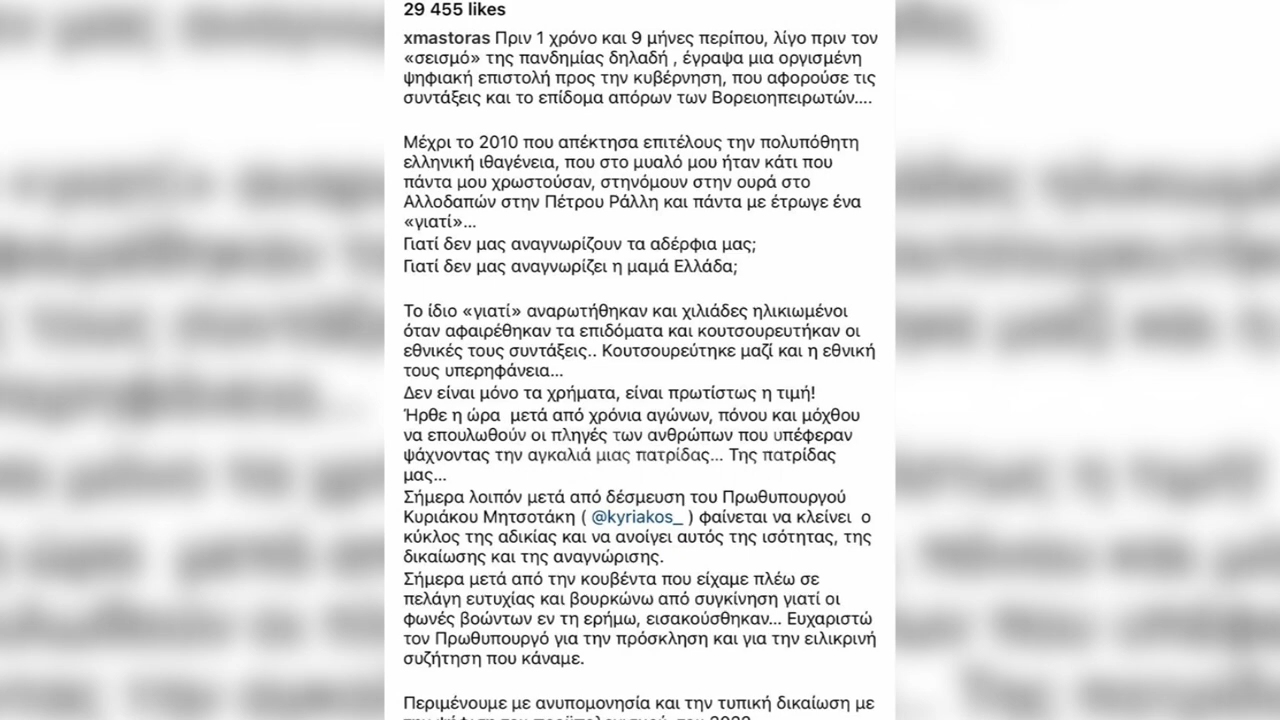 29 455 likes
xmastoras Πριν 1 χρόνο και 9 μήνες περίπου, λίγο πριν τον
«σεισμό» της πανδημίας δηλαδή , έγραψα μια οργισμένη
ψηφιακή επιστολή προς την κυβέρνηση, που αφορούσε τις
συντάξεις και το επίδομα απόρων των Βορειοηπειρωτών....
Μέχρι το 2010 που απέκτησα επιτέλους την πολυπόθητη
ελληνική ιθαγένεια, που στο μυαλό μου ήταν κάτι που
πάντα μου χρωστούσαν, στηνόμουν στην ουρά στο
Αλλοδαπών στην Πέτρου Ράλλη και πάντα με έτρωγε ένα
«γιατί»...
Γιατί δεν μας αναγνωρίζουν τα αδέρφια μας;
Γιατί δεν μας αναγνωρίζει η μαμά Ελλάδα;
Το ίδιο «γιατί» αναρωτήθηκαν και χιλιάδες ηλικιωμένοι
όταν αφαιρέθηκαν τα επιδόματα και κουτσουρευτήκαν οι
εθνικές τους συντάξεις.. Κουτσουρεύτηκε μαζί και η εθνική
τους υπερηφάνεια...
Δεν είναι μόνο τα χρήματα, είναι πρωτίστως η τιμή!
Ήρθε η ώρα  μετά από χρόνια αγώνων, πόνου και μόχθου
να επουλωθούν οι πληγές των ανθρώπων που υπέφεραν
ψάχνοντας την αγκαλιά μιας πατρίδας... Της πατρίδας
μας...
Σήμερα λοιπόν μετά από δέσμευση του Πρωθυπουργού
Κυριάκου Μητσοτάκη ( @kyriakos_ ) φαίνεται να κλείνει  ο
κύκλος της αδικίας και να ανοίγει αυτός της ισότητας, της
δικαίωσης και της αναγνώρισης.
Σήμερα μετά από την κουβέντα που είχαμε πλέω σε
πελάγη ευτυχίας και βουρκώνω από συγκίνηση γιατί οι
φωνές βοώντων εν τη ερήμω, εισακούσθηκαν... Ευχαριστώ
τον Πρωθυπουργό για την πρόσκληση και για την ειλικρινή
συζήτηση που κάναμε.
Περιμένουμε με ανυπομονησία και την τυπική δικαίωση με